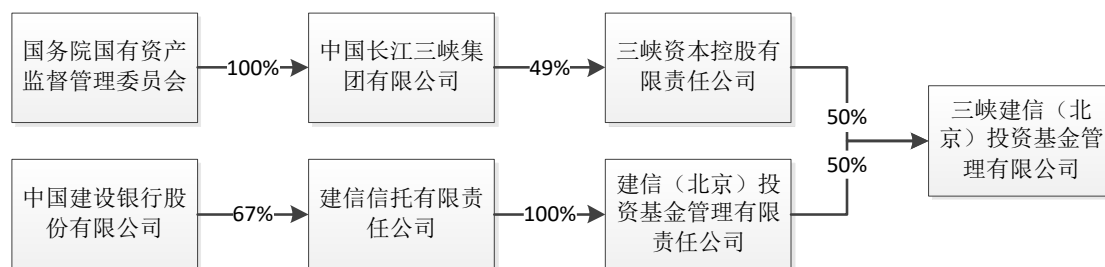 国务院国有资产
监督管理委员会
100%
中国长江三峡集
团有限公司
49%
三峡资本控股有
限责任公司
50%
三峡建信（北
京）投资基金管
理有限公司
50%
中国建设银行股
份有限公司
67%
建信信托有限责
任公司
100%
建信（北京）投
资基金管理有限
责任公司